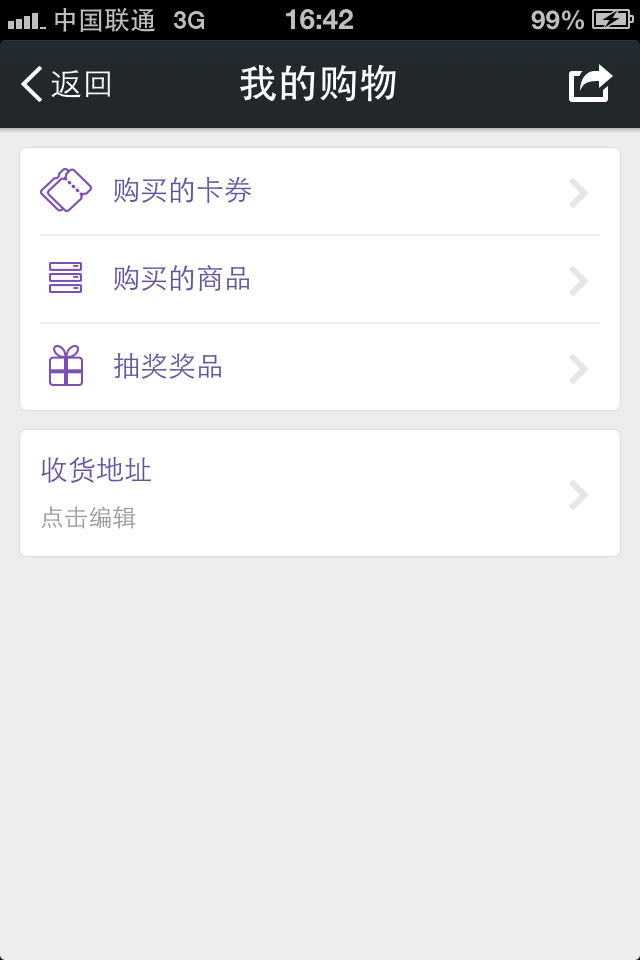 中国联通 3G 16:42 99%
返回 我的购物
购买的卡券
购买的商品
抽奖奖品
收货地址
点击编辑